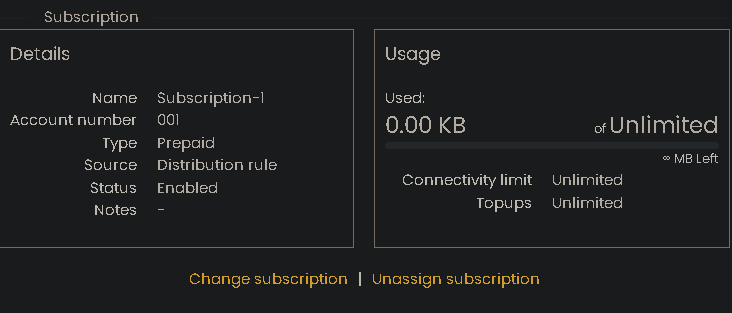 Subscription
Details
Name Subscription-1
Account number 001
Type Prepaid
Source Distribution rule
Status Enabled
Notes -
Usage
Used:
0.00 KB of Unlimited
∞ MB Left
Connectivity limit Unlimited
Topups Unlimited
Change subscription | Unassign subscription